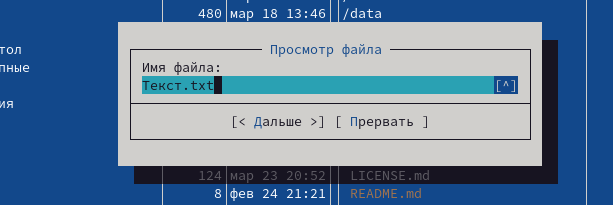 480 мар 18 13:46 /data
Просмотр файла
тол
Имя файла:
пные
Текст.txt [^]
ия
[< Дальше >] [ Прервать ]
124 мар 23 20:52 LICENSE.md
8 фев 24 21:21 README.md